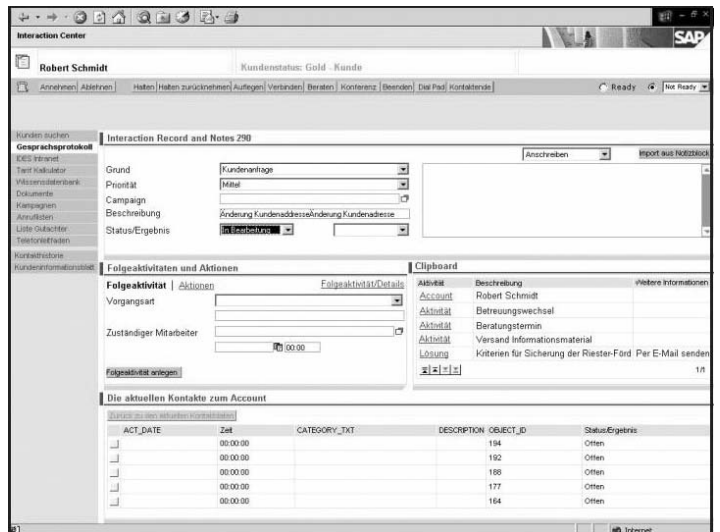 Interaction Center
SAP
Robert Schmidt Kundenstatus: Gold - Kunde
Annehmen Ablehnen Halten Halten zurücknehmen Auflegen Verbinden Beraten Konferenz Beenden Dial Pad Kontaktende Ready Not Ready
Kunden suchen
Gesprächsprotokoll
IDES Intranet
Tarif Kalkulator
Wissensdatenbank
Dokumente
Kampagnen
Anruflisten
Liste Gutachter
Telefonleitfaden
Kontakthistorie
Kundeninformationsblatt
Interaction Record and Notes 290
Anschreiben Import aus Notizblock
Grund Kundenanfrage
Priorität Mittel
Campaign
Beschreibung Änderung KundenaddresseÄnderung Kundenadresse
Status/Ergebnis In Bearbeitung
Folgeaktivitäten und Aktionen
Folgeaktivität | Aktionen Folgeaktivität/Details
Vorgangsart
Zuständiger Mitarbeiter
00:00
Folgeaktivität anlegen
Clipboard
Aktivität Beschreibung Weitere Informationen
Account Robert Schmidt
Aktivität Betreuungswechsel
Aktivität Beratungstermin
Aktivität Versand Informationsmaterial
Lösung Kriterien für Sicherung der Riester-Förd Per E-Mail senden
1/1
Die aktuellen Kontakte zum Account
Zurück zu den aktuellen Kontaktdaten
ACT_DATE Zeit CATEGORY_TXT DESCRIPTION OBJECT_ID Status/Ergebnis
00:00:00 194 Offen
00:00:00 192 Offen
00:00:00 188 Offen
00:00:00 177 Offen
00:00:00 164 Offen
Internet